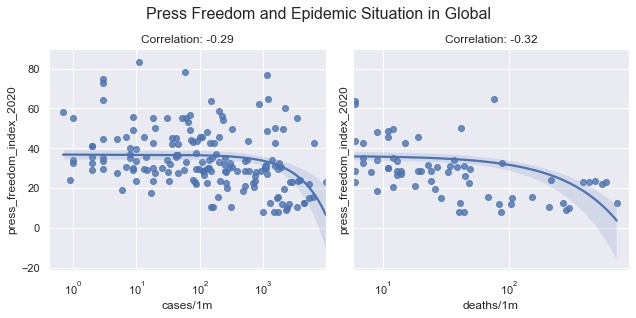 Press Freedom and Epidemic Situation in Global
Correlation: -0.29
Correlation: -0.32
press_freedom_index_2020
80
60
40
20
0
−20
10^0
10^1
10^2
10^3
cases/1m
press_freedom_index_2020
10^1
10^2
deaths/1m